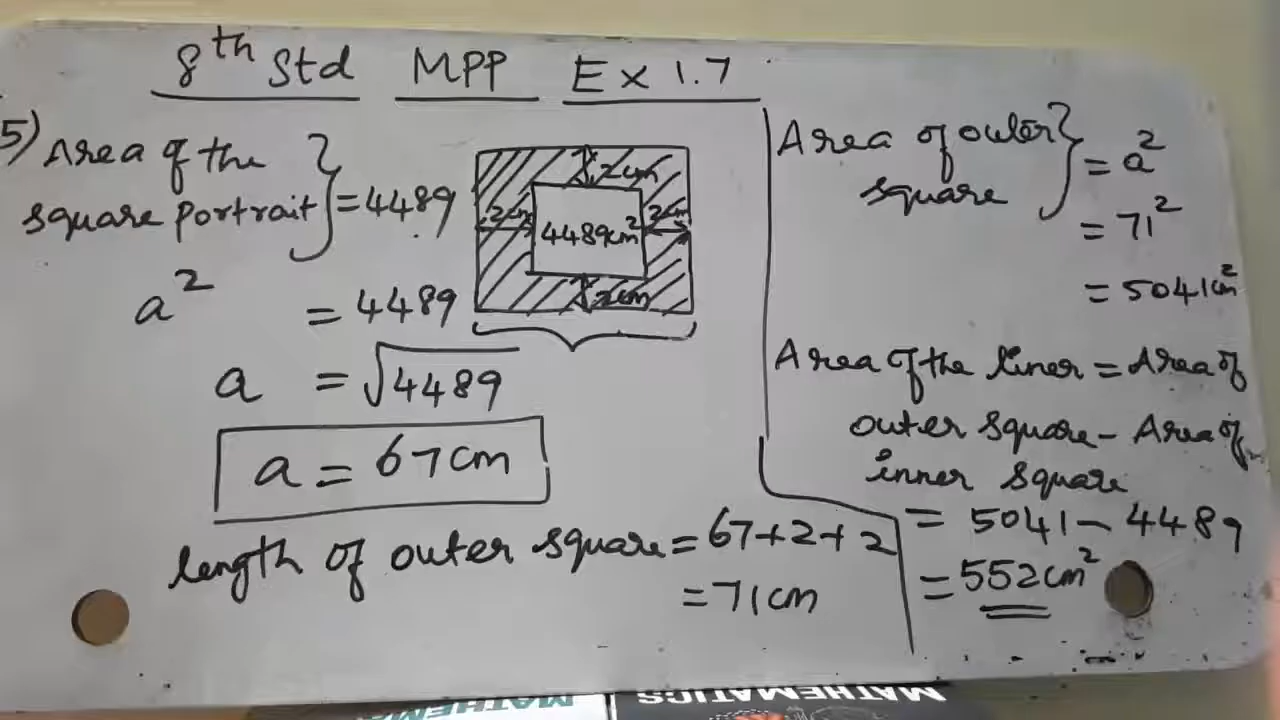 8th Std MPP Ex 1.7
5) Area of the
square portrait } = 4489
a² = 4489
a = √4489
a = 67cm
length of outer square = 67+2+2
= 71cm
2cm
2cm 4489cm² 2cm
2cm
Area of outer
square } = a²
= 71²
= 5041cm²
Area of the liner = Area of
outer square - Area of
inner square
= 5041 - 4489
= 552cm²
MATHEMATICS